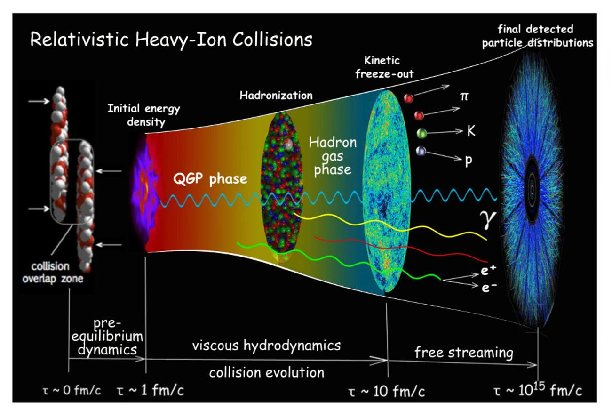 Relativistic Heavy-Ion Collisions
final detected
particle distributions
Kinetic
freeze-out
Initial energy
density
Hadronization
π
QGP phase
Hadron
gas
phase
K
p
γ
collision
overlap zone
e+
e-
pre-
equilibrium
dynamics
viscous hydrodynamics
collision evolution
free streaming
τ ~ 0 fm/c
τ ~ 1 fm/c
τ ~ 10 fm/c
τ ~ 10¹⁵ fm/c